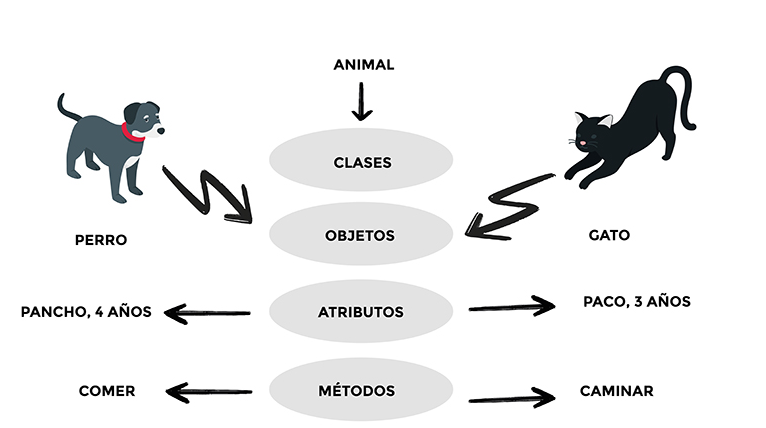 ANIMAL
CLASES
OBJETOS
PERRO
GATO
PANCHO, 4 AÑOS
ATRIBUTOS
PACO, 3 AÑOS
COMER
MÉTODOS
CAMINAR